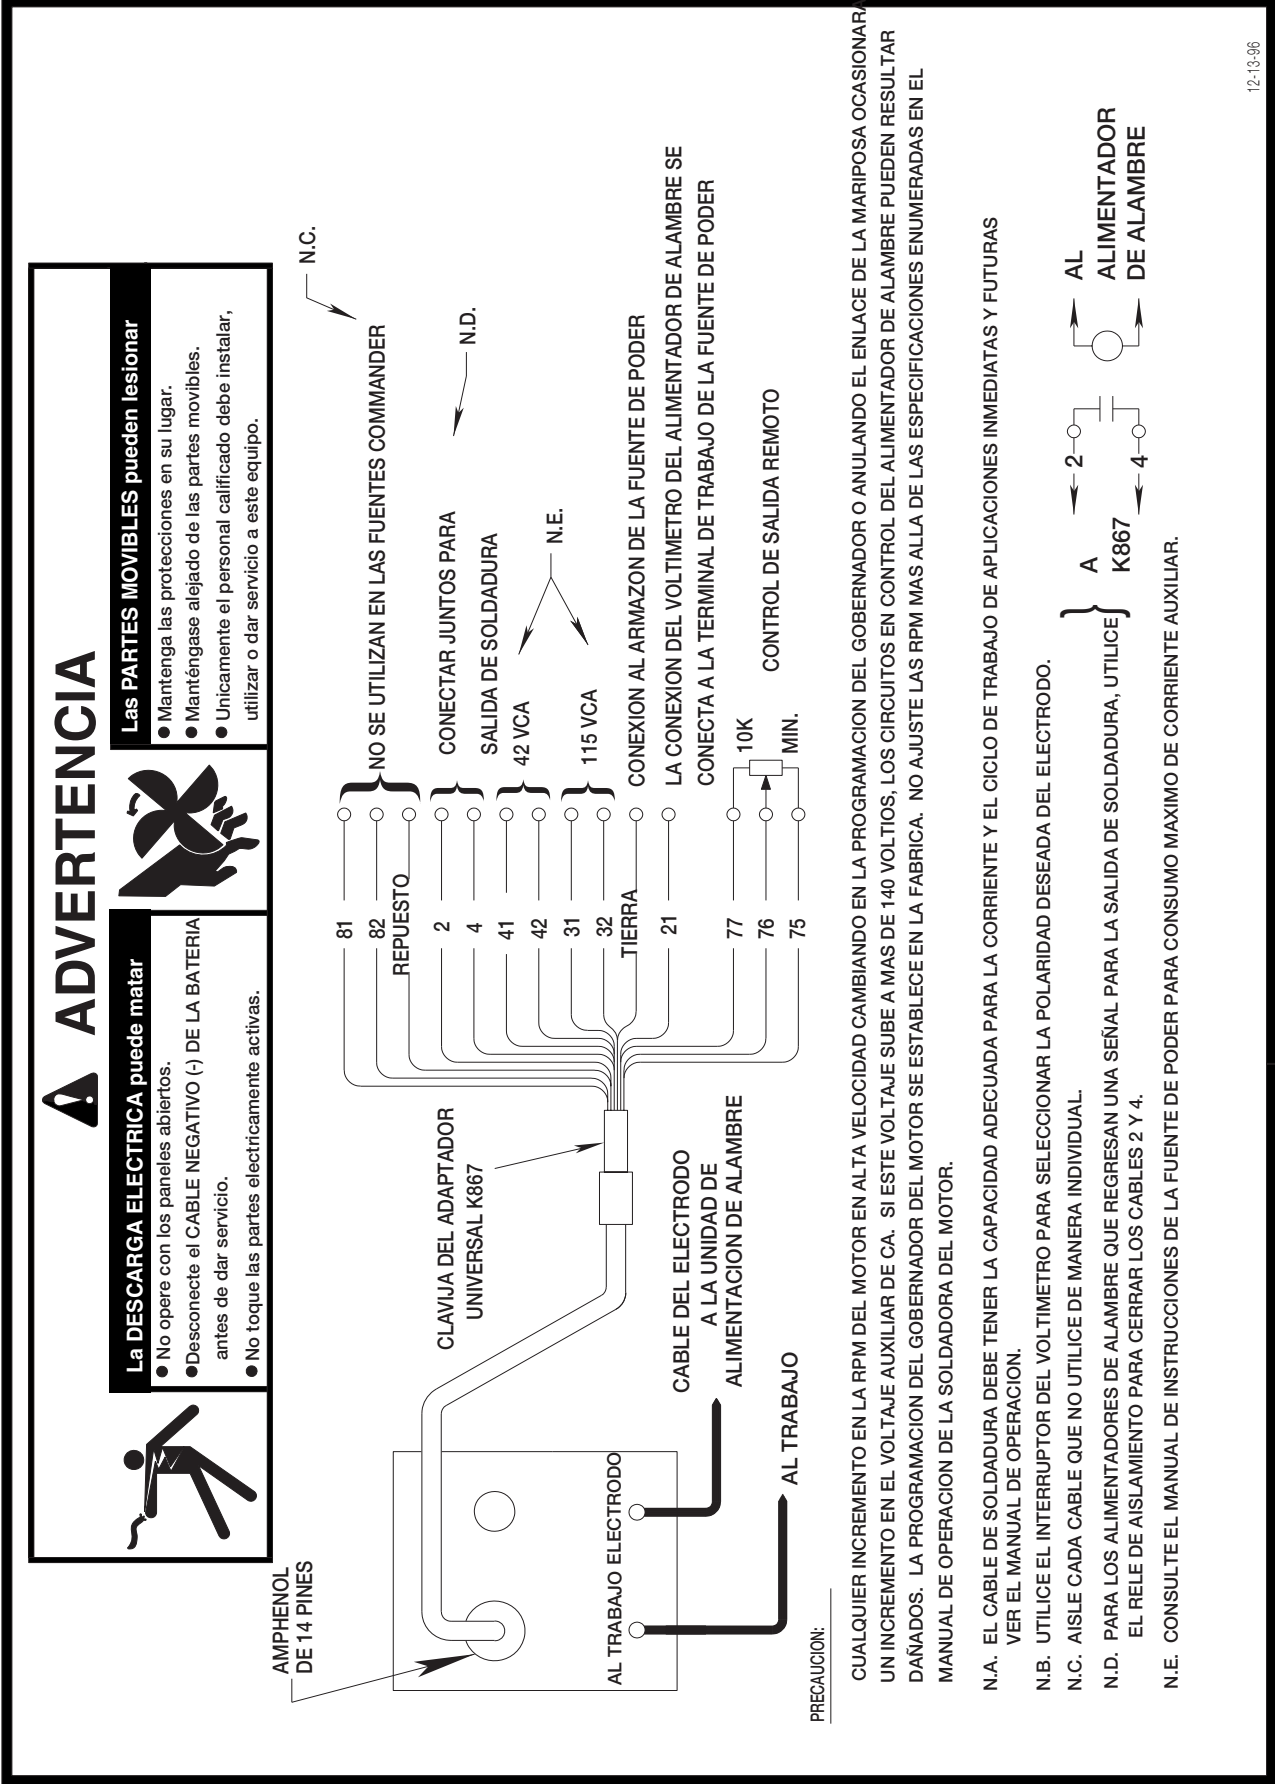 ADVERTENCIA
La DESCARGA ELECTRICA puede matar
● No opere con los paneles abiertos.
●Desconecte el CABLE NEGATIVO (-) DE LA BATERIA
antes de dar servicio.
● No toque las partes electricamente activas.
Las PARTES MOVIBLES pueden lesionar
● Mantenga las protecciones en su lugar.
● Manténgase alejado de las partes movibles.
● Unicamente el personal calificado debe instalar,
utilizar o dar servicio a este equipo.
AMPHENOL
DE 14 PINES
AL TRABAJO ELECTRODO
CLAVIJA DEL ADAPTADOR
UNIVERSAL K867
CABLE DEL ELECTRODO
A LA UNIDAD DE
ALIMENTACION DE ALAMBRE
AL TRABAJO
81
82
REPUESTO
2
4
41
42
31
32
TIERRA
21
77
76
75
NO SE UTILIZAN EN LAS FUENTES COMMANDER
N.C.
CONECTAR JUNTOS PARA
SALIDA DE SOLDADURA
N.D.
42 VCA
115 VCA
N.E.
CONEXION AL ARMAZON DE LA FUENTE DE PODER
LA CONEXION DEL VOLTIMETRO DEL ALIMENTADOR DE ALAMBRE SE
CONECTA A LA TERMINAL DE TRABAJO DE LA FUENTE DE PODER
10K
MIN.
CONTROL DE SALIDA REMOTO
PRECAUCION:
CUALQUIER INCREMENTO EN LA RPM DEL MOTOR EN ALTA VELOCIDAD CAMBIANDO EN LA PROGRAMACION DEL GOBERNADOR O ANULANDO EL ENLACE DE LA MARIPOSA OCASIONARA
UN INCREMENTO EN EL VOLTAJE AUXILIAR DE CA. SI ESTE VOLTAJE SUBE A MAS DE 140 VOLTIOS, LOS CIRCUITOS EN CONTROL DEL ALIMENTADOR DE ALAMBRE PUEDEN RESULTAR
DAÑADOS. LA PROGRAMACION DEL GOBERNADOR DEL MOTOR SE ESTABLECE EN LA FABRICA. NO AJUSTE LAS RPM MAS ALLA DE LAS ESPECIFICACIONES ENUMERADAS EN EL
MANUAL DE OPERACION DE LA SOLDADORA DEL MOTOR.
N.A. EL CABLE DE SOLDADURA DEBE TENER LA CAPACIDAD ADECUADA PARA LA CORRIENTE Y EL CICLO DE TRABAJO DE APLICACIONES INMEDIATAS Y FUTURAS
VER EL MANUAL DE OPERACION.
N.B. UTILICE EL INTERRUPTOR DEL VOLTIMETRO PARA SELECCIONAR LA POLARIDAD DESEADA DEL ELECTRODO.
N.C. AISLE CADA CABLE QUE NO UTILICE DE MANERA INDIVIDUAL.
N.D. PARA LOS ALIMENTADORES DE ALAMBRE QUE REGRESAN UNA SEÑAL PARA LA SALIDA DE SOLDADURA, UTILICE
EL RELE DE AISLAMIENTO PARA CERRAR LOS CABLES 2 Y 4.
A
K867
2
4
AL
ALIMENTADOR
DE ALAMBRE
N.E. CONSULTE EL MANUAL DE INSTRUCCIONES DE LA FUENTE DE PODER PARA CONSUMO MAXIMO DE CORRIENTE AUXILIAR.
12-13-96